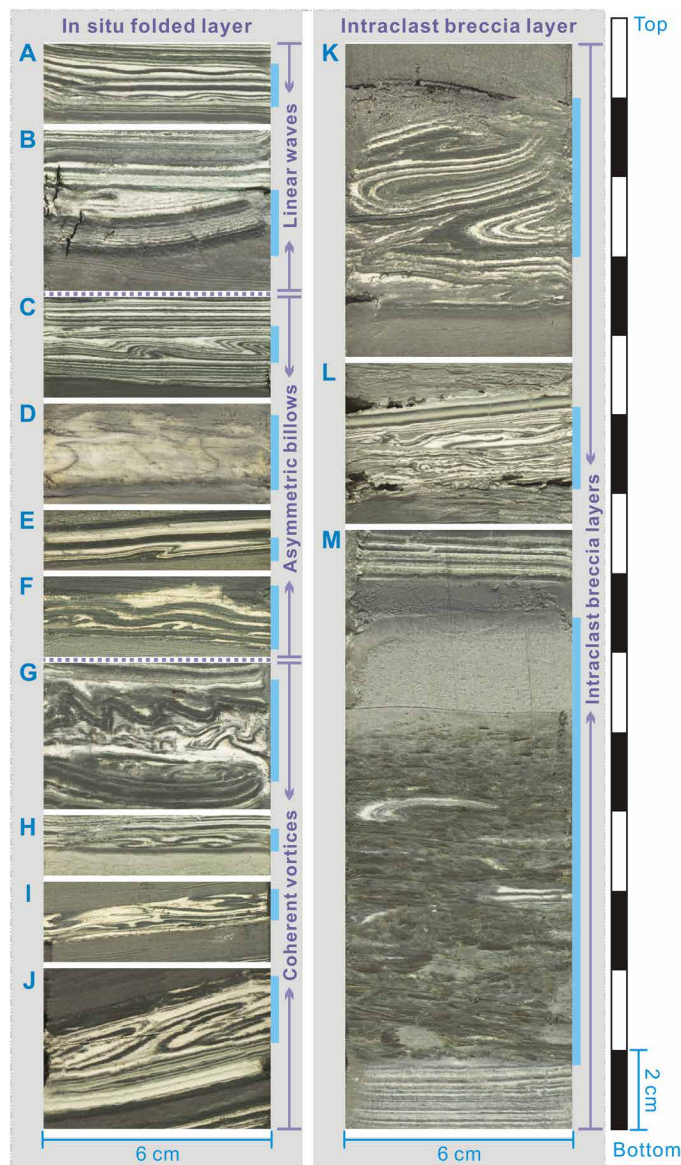 In situ folded layer
Intraclast breccia layer
Top
A
B
Linear waves
C
D
E
F
Asymmetric billows
G
H
I
J
Coherent vortices
K
L
M
Intraclast breccia layers
2 cm
6 cm
6 cm
Bottom